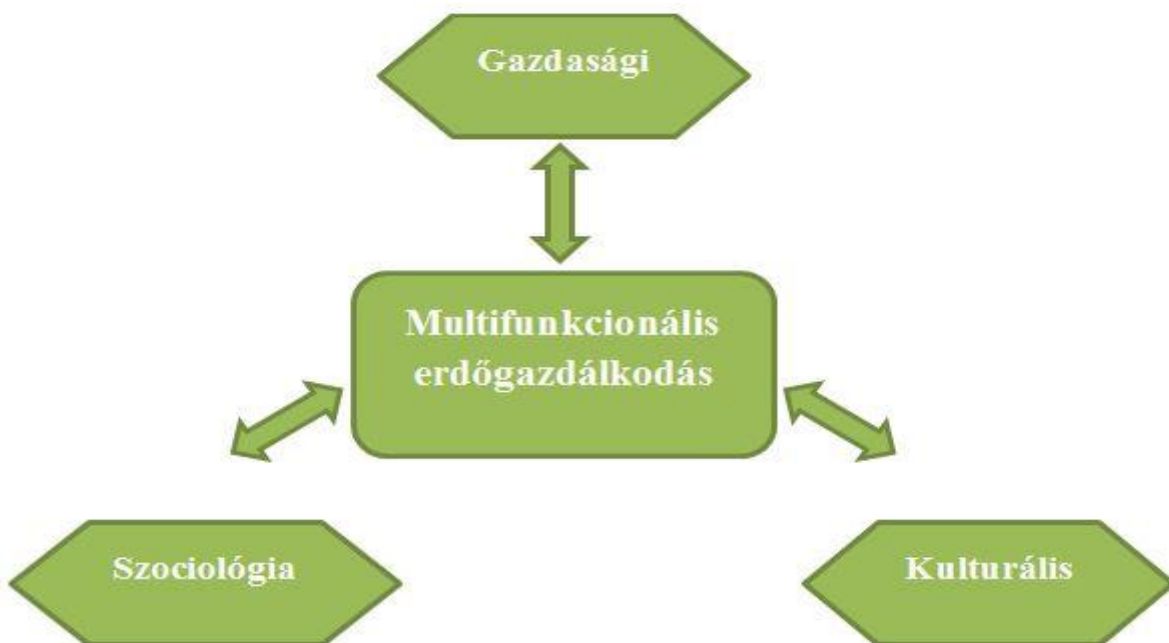 Gazdasági
Multifunkcionális
erdőgazdálkodás
Szociológia
Kulturális